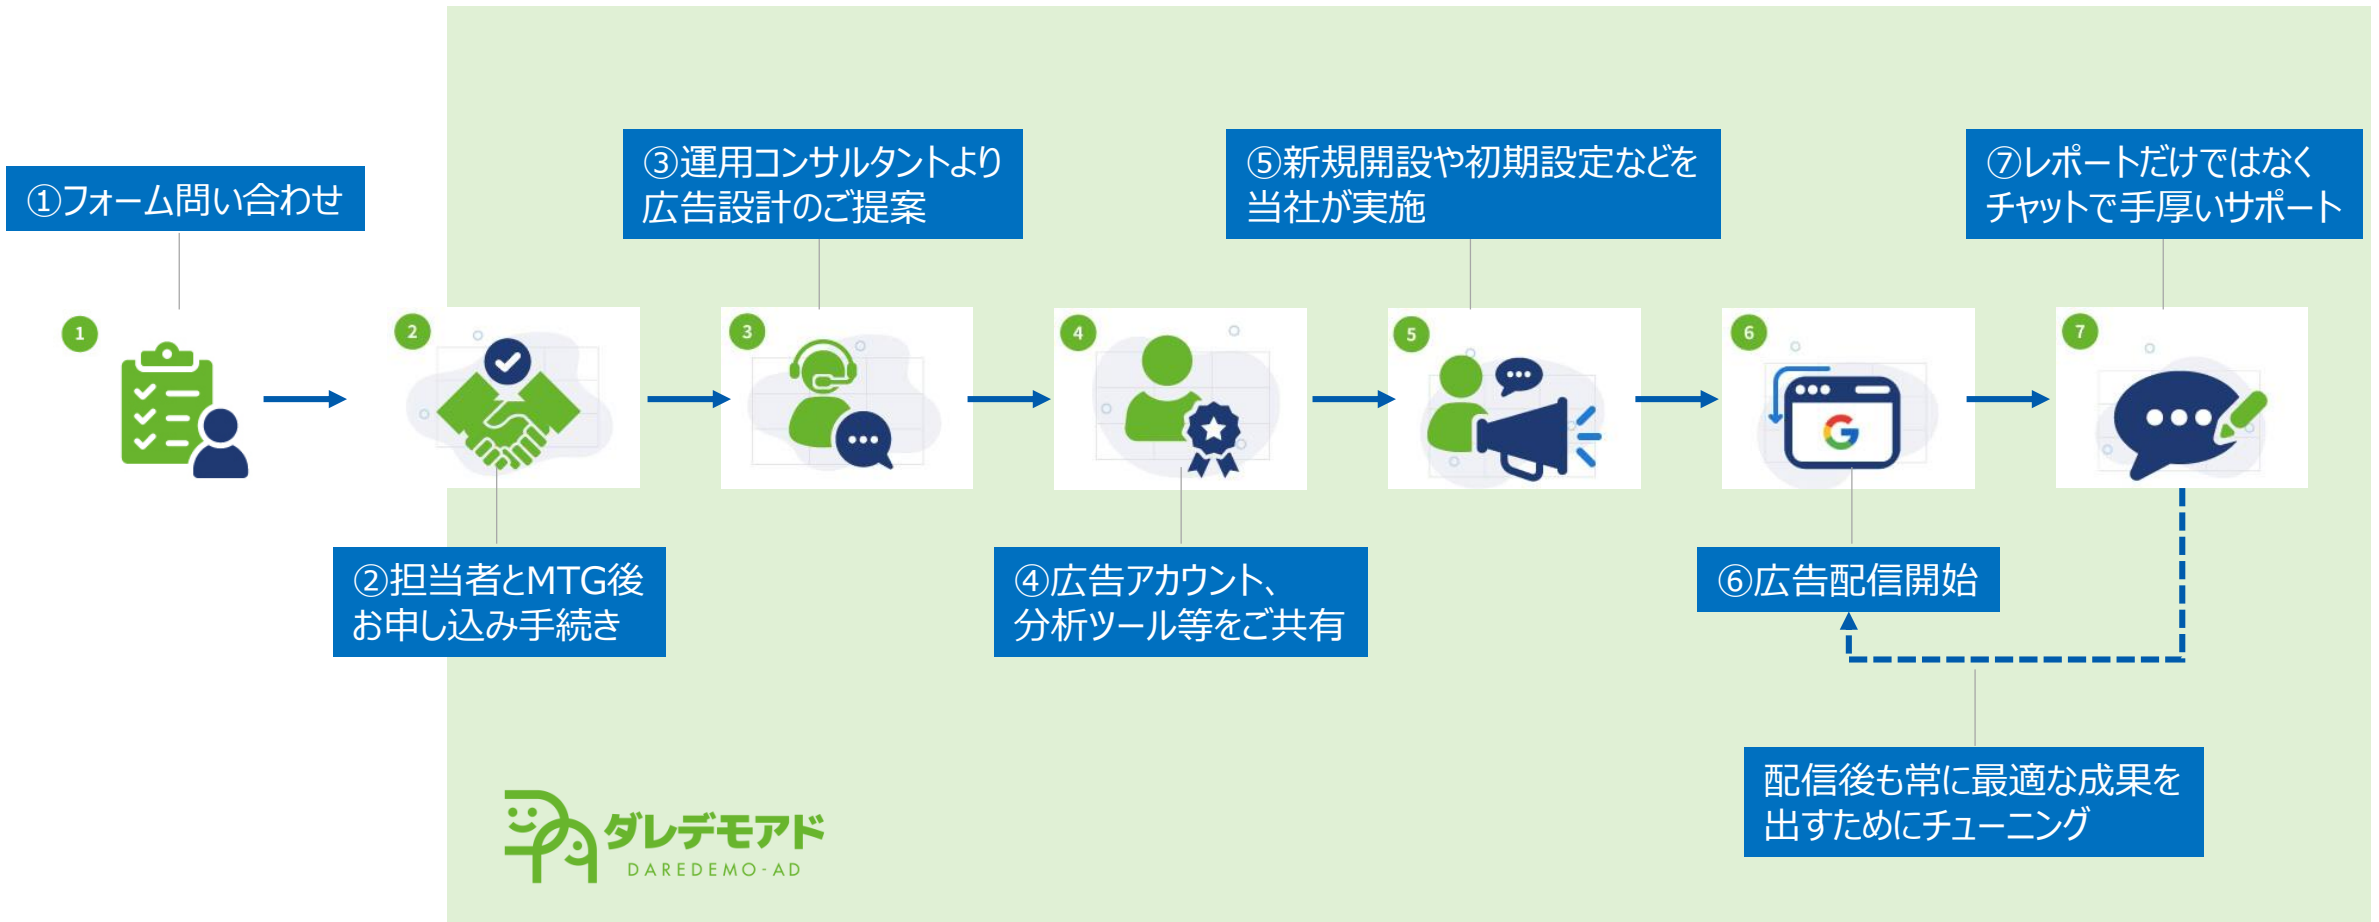 ①フォーム問い合わせ
1
2
②担当者とMTG後
お申し込み手続き
③運用コンサルタントより
広告設計のご提案
3
4
④広告アカウント、
分析ツール等をご共有
⑤新規開設や初期設定などを
当社が実施
5
6
G
⑥広告配信開始
⑦レポートだけではなく
チャットで手厚いサポート
7
配信後も常に最適な成果を
出すためにチューニング
ダレデモアド
DAREDEMO-AD